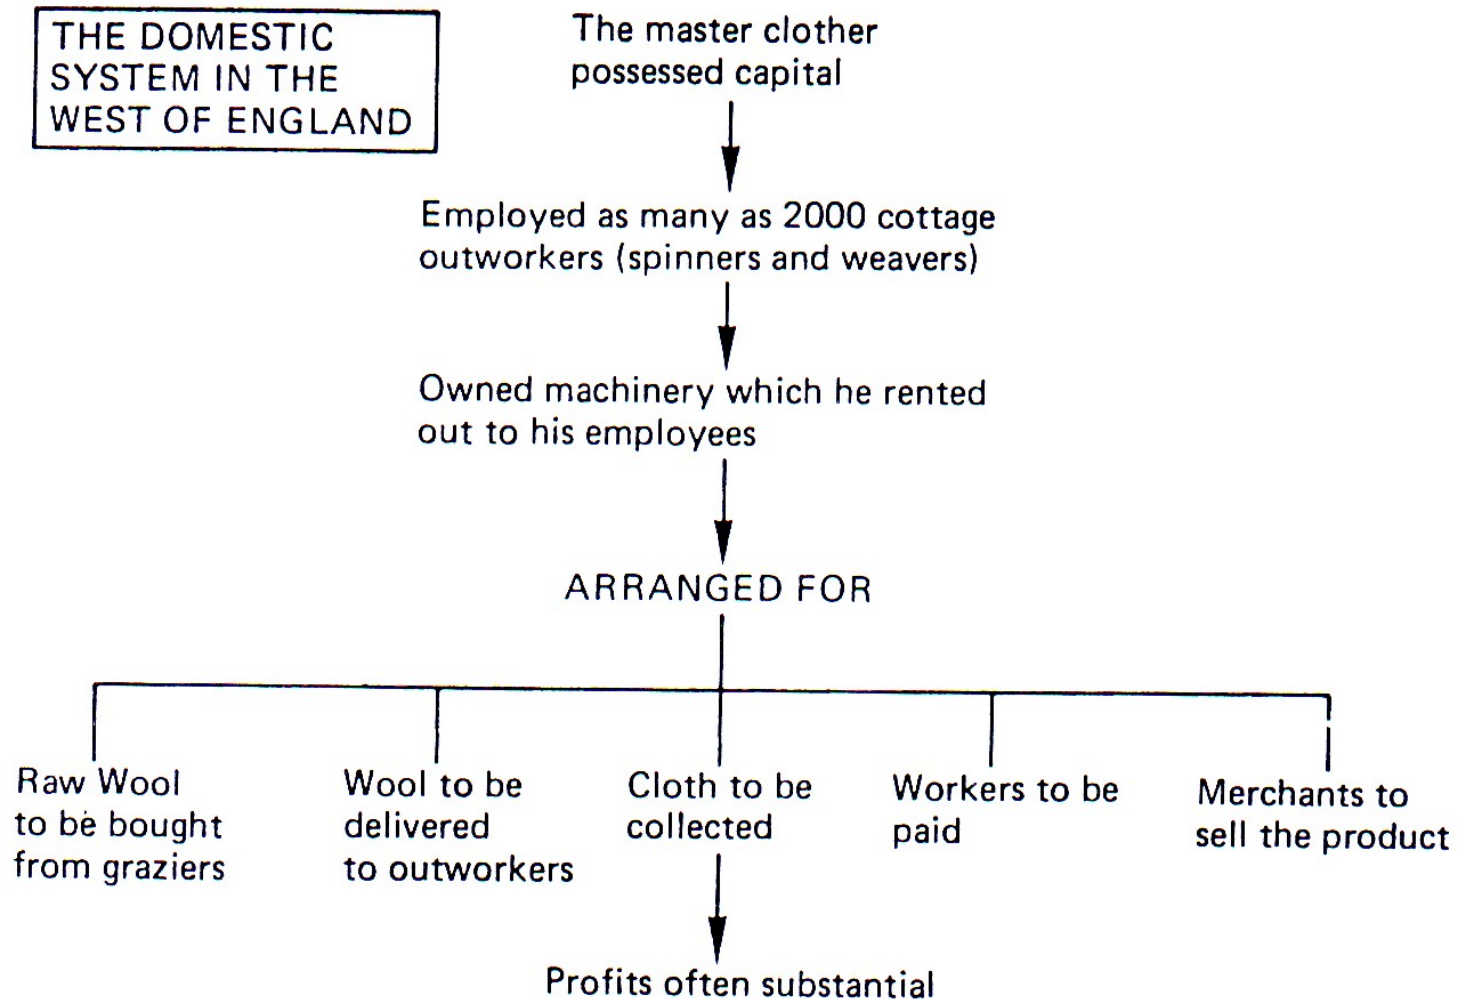 THE DOMESTIC
SYSTEM IN THE
WEST OF ENGLAND
The master clother
possessed capital
Employed as many as 2000 cottage
outworkers (spinners and weavers)
Owned machinery which he rented
out to his employees
ARRANGED FOR
Raw Wool
to be bought
from graziers
Wool to be
delivered
to outworkers
Cloth to be
collected
Workers to be
paid
Merchants to
sell the product
Profits often substantial